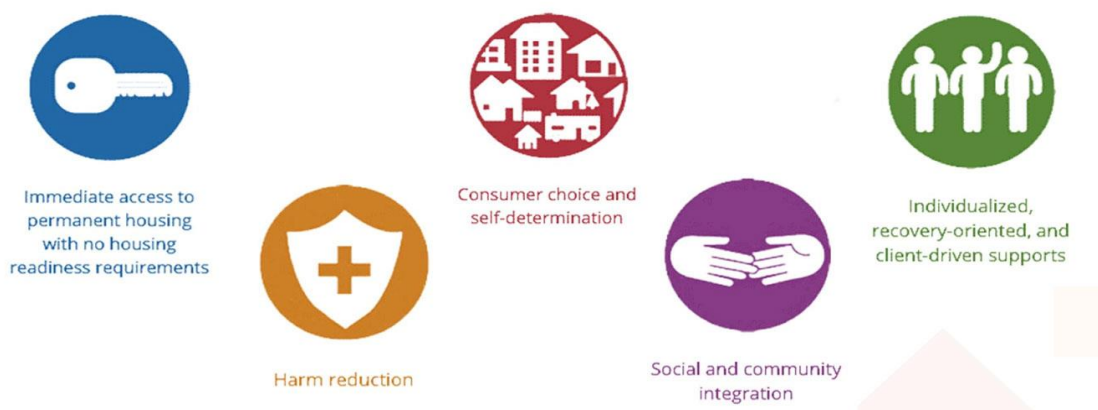 Immediate access to
permanent housing
with no housing
readiness requirements
Harm reduction
Consumer choice and
self-determination
Social and community
integration
Individualized,
recovery-oriented, and
client-driven supports